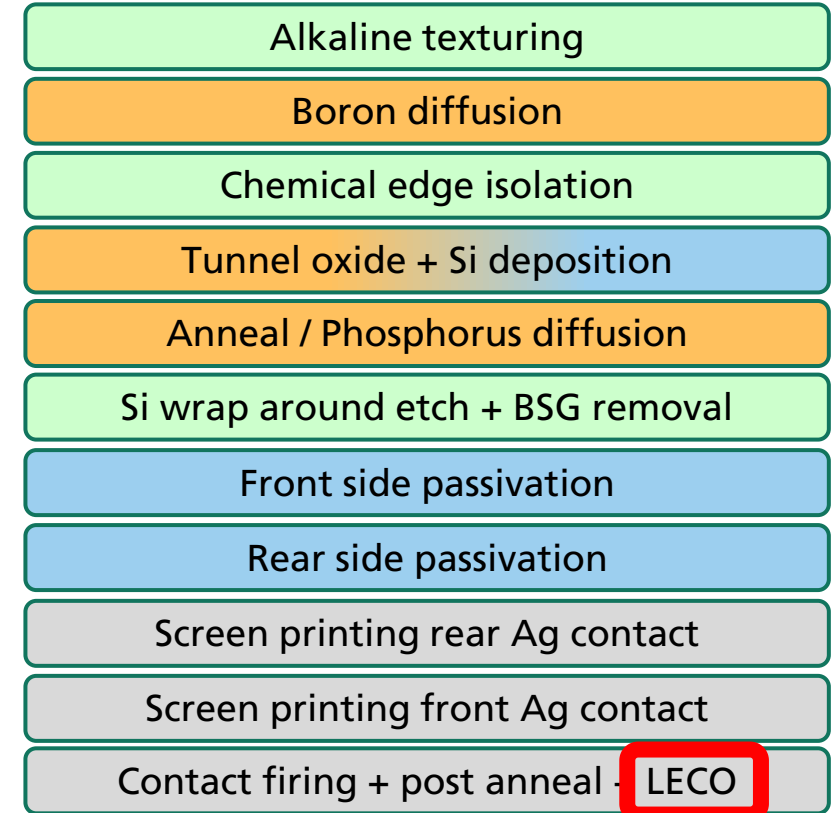 Alkaline texturing
Boron diffusion
Chemical edge isolation
Tunnel oxide + Si deposition
Anneal / Phosphorus diffusion
Si wrap around etch + BSG removal
Front side passivation
Rear side passivation
Screen printing rear Ag contact
Screen printing front Ag contact
Contact firing + post anneal + LECO